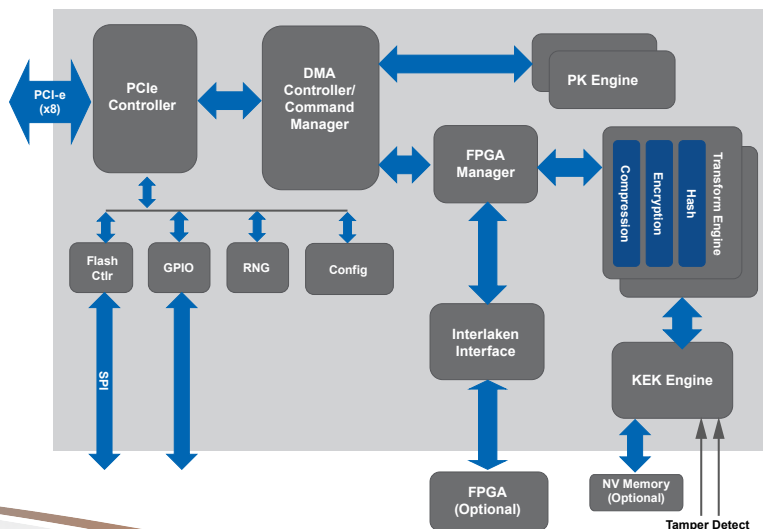 PCI-e
(x8)
PCIe
Controller
DMA
Controller/
Command
Manager
PK Engine
FPGA
Manager
Compression
Encryption
Hash
Transform Engine
Flash
Ctlr
GPIO
RNG
Config
Interlaken
Interface
KEK Engine
SPI
FPGA
(Optional)
NV Memory
(Optional)
Tamper Detect